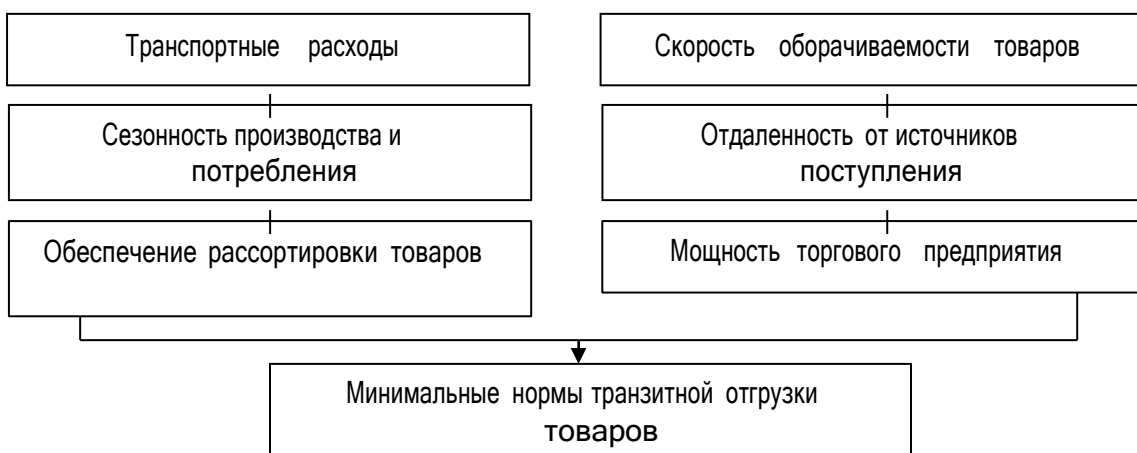 Транспортные расходы
Скорость оборачиваемости товаров
Сезонность производства и
потребления
Отдаленность от источников
поступления
Обеспечение рассортировки товаров
Мощность торгового предприятия
Минимальные нормы транзитной отгрузки
товаров